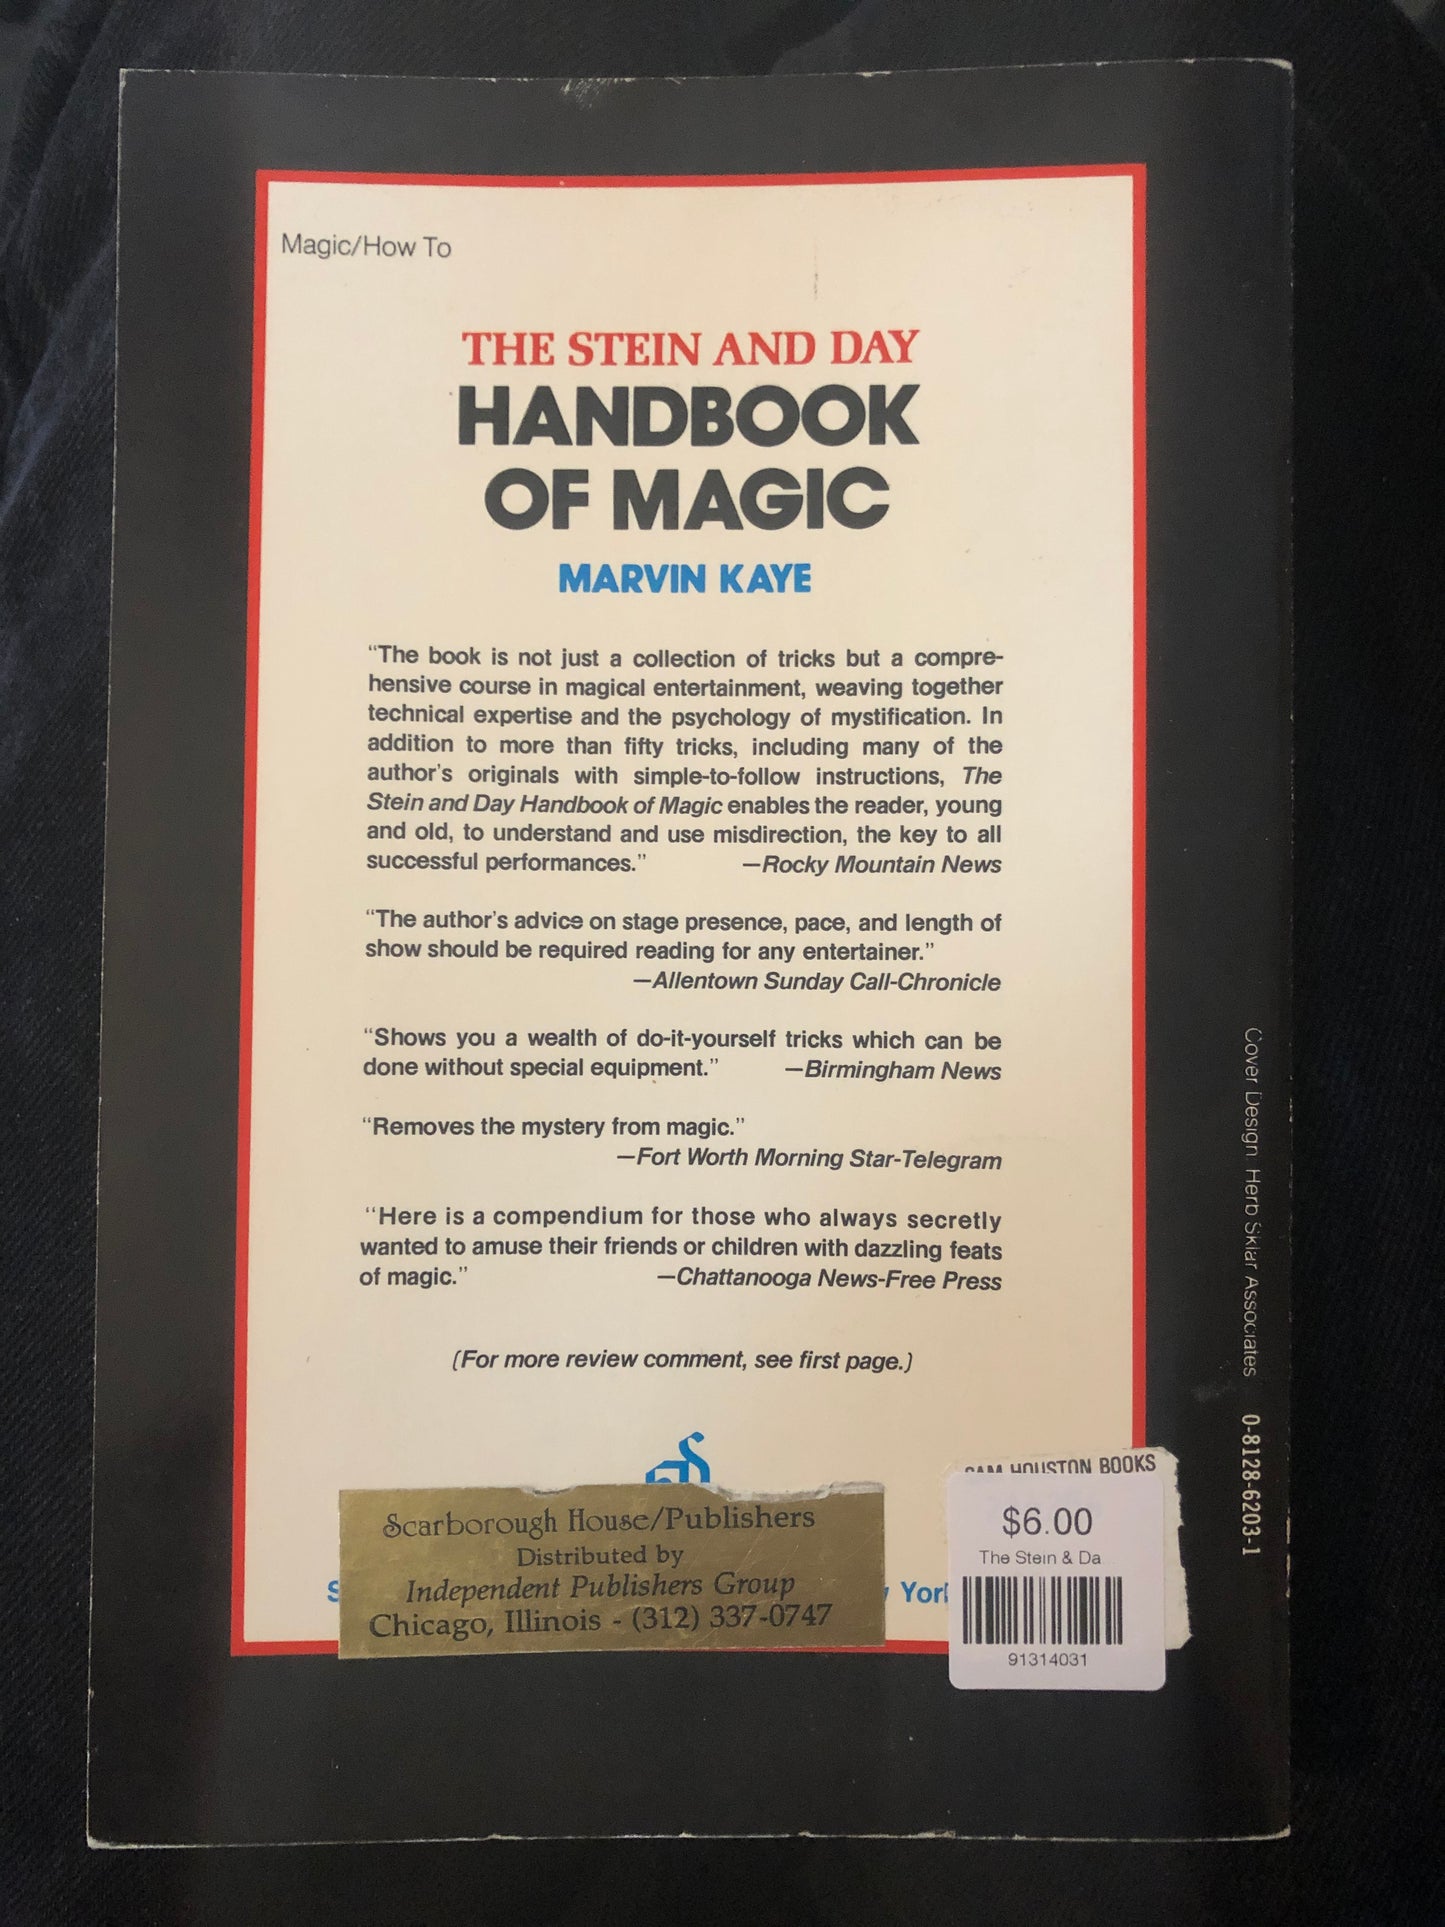 Magic/How To
THE STEIN AND DAY
HANDBOOK
OF MAGIC
MARVIN KAYE
“The book is not just a collection of tricks but a compre-
hensive course in magical entertainment, weaving together
technical expertise and the psychology of mystification. In
addition to more than fifty tricks, including many of the
author’s originals with simple-to-follow instructions, The
Stein and Day Handbook of Magic enables the reader, young
and old, to understand and use misdirection, the key to all
successful performances.” —Rocky Mountain News
“The author’s advice on stage presence, pace, and length of
show should be required reading for any entertainer.”
—Allentown Sunday Call-Chronicle
“Shows you a wealth of do-it-yourself tricks which can be
done without special equipment.” —Birmingham News
“Removes the mystery from magic.”
—Fort Worth Morning Star-Telegram
“Here is a compendium for those who always secretly
wanted to amuse their friends or children with dazzling feats
of magic.” —Chattanooga News-Free Press
(For more review comment, see first page.)
Scarborough House/Publishers
Distributed by
Independent Publishers Group
Chicago, Illinois - (312) 337-0747
SAM HOUSTON BOOKS
$6.00
The Stein & Da...
91314031
Cover Design Herb Sklar Associates 0-8128-6203-1